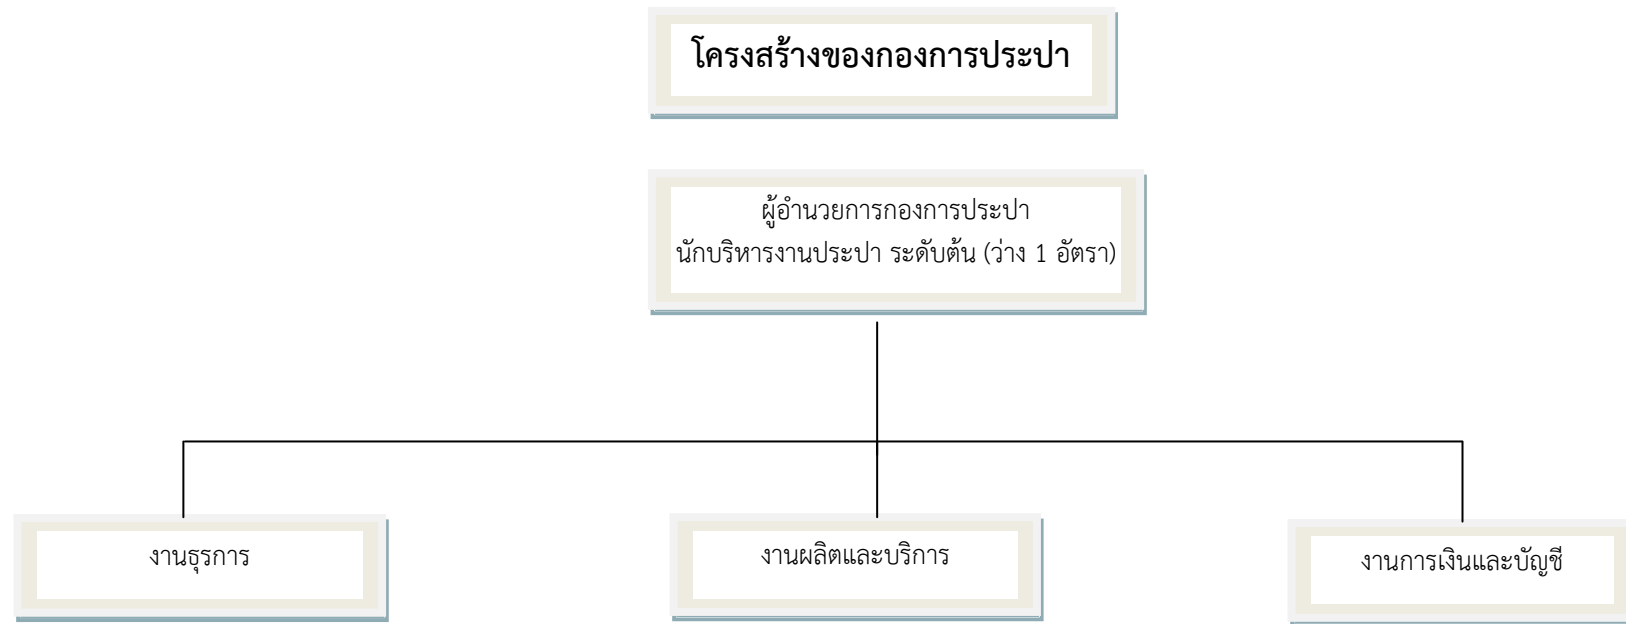 โครงสร้างของกองการประปา
ผู้อำนวยการกองการประปา
นักบริหารงานประปา ระดับต้น (ว่าง 1 อัตรา)
งานธุรการ
งานผลิตและบริการ
งานการเงินและบัญชี